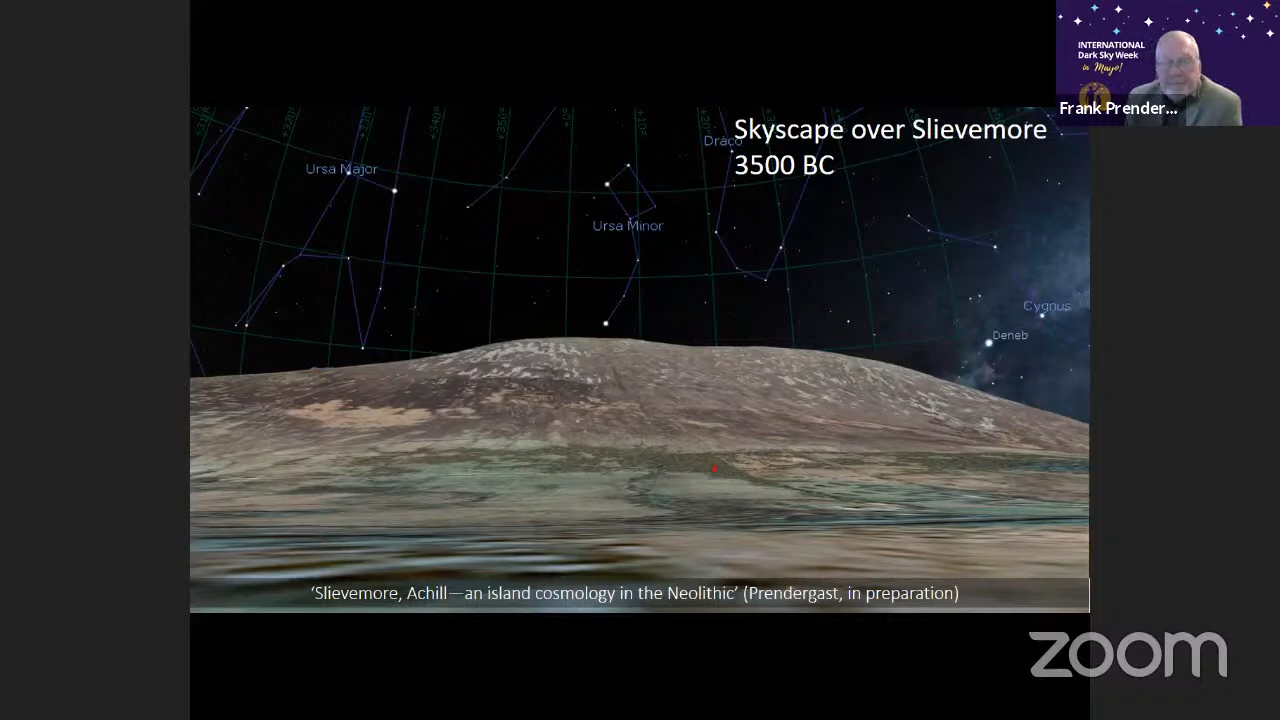 INTERNATIONAL
Dark Sky Week
in Mayo!
Frank Prender...
Skyscape over Slievemore
3500 BC
Draco
Ursa Major
Ursa Minor
Cygnus
Deneb
‘Slievemore, Achill—an island cosmology in the Neolithic’ (Prendergast, in preparation)
zoom